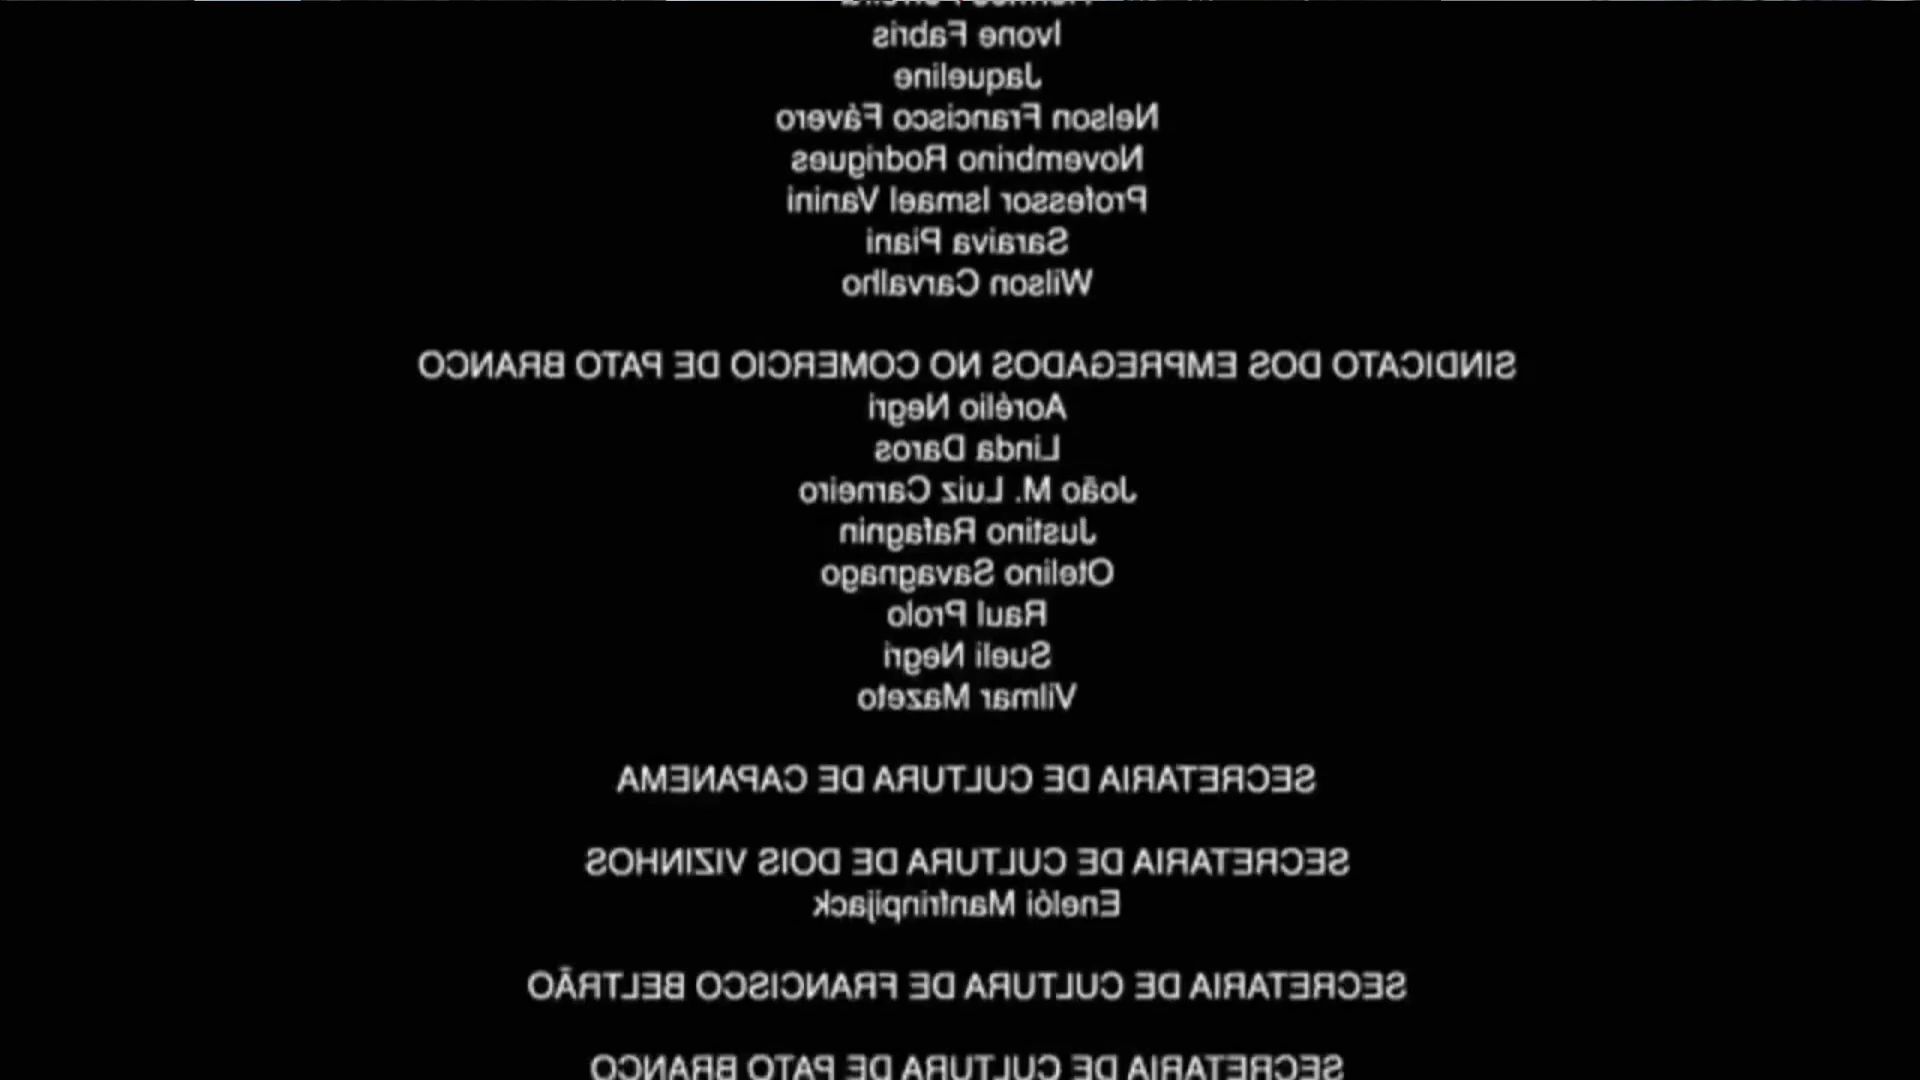 Ivone Fabris
Jaqueline
Nelson Francisco Fávero
Novembrino Rodrigues
Professor Ismael Vanini
Saraiva Piani
Wilson Carvalho
SINDICATO DOS EMPREGADOS NO COMERCIO DE PATO BRANCO
Aorélio Negri
Linda Daros
João M. Luiz Carneiro
Justino Rafagnin
Otelino Savagnago
Raul Prolo
Sueli Negri
Vilmar Mazeto
SECRETARIA DE CULTURA DE CAPANEMA
SECRETARIA DE CULTURA DE DOIS VIZINHOS
Enelói Manfrinpijack
SECRETARIA DE CULTURA DE FRANCISCO BELTRÃO
SECRETARIA DE CULTURA DE PATO BRANCO